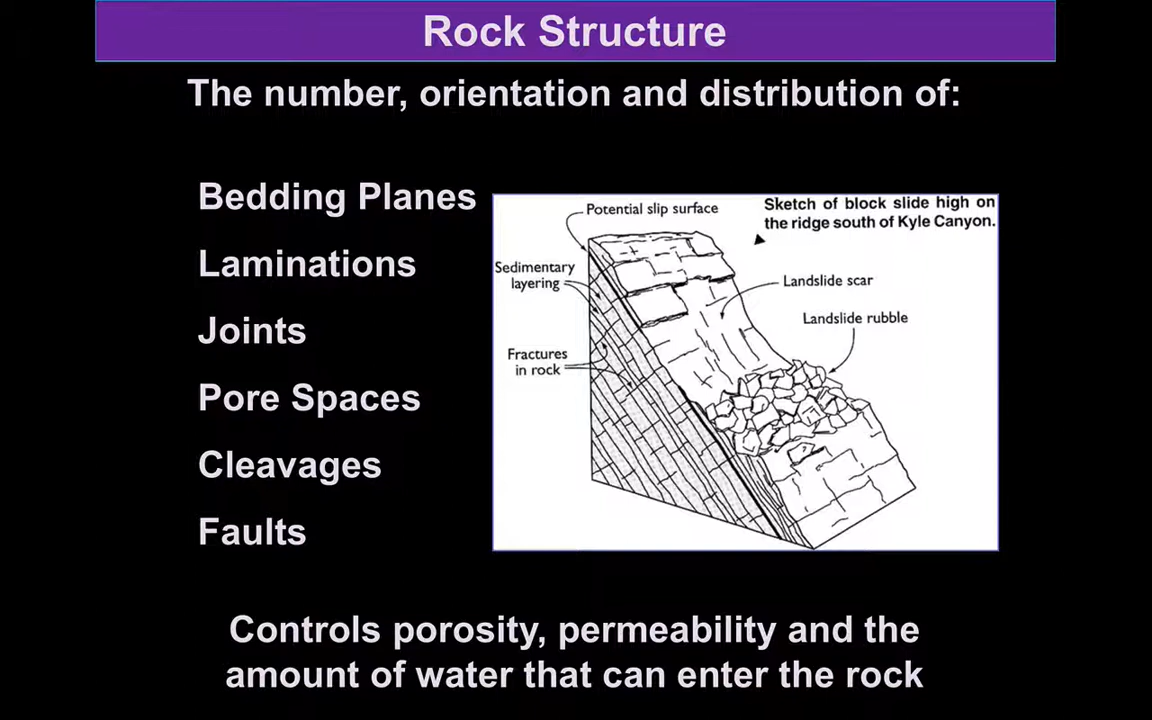 Rock Structure
The number, orientation and distribution of:
Bedding Planes
Laminations
Joints
Pore Spaces
Cleavages
Faults
Sketch of block slide high on
the ridge south of Kyle Canyon.
Potential slip surface
Sedimentary
layering
Landslide scar
Landslide rubble
Fractures
in rock
Controls porosity, permeability and the
amount of water that can enter the rock